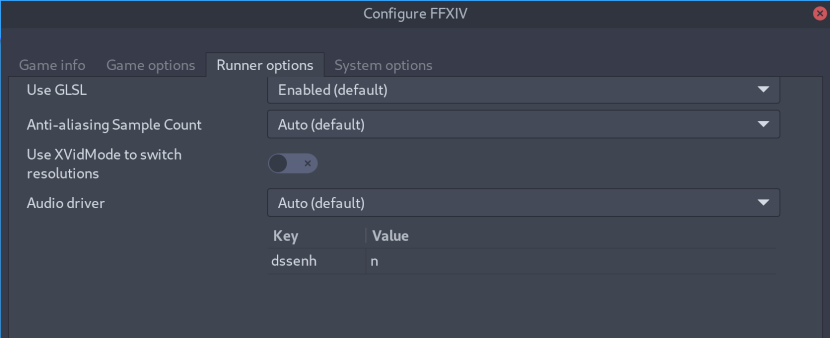 Configure FFXIV
Game info Game options Runner options System options
Use GLSL Enabled (default)
Anti-aliasing Sample Count Auto (default)
Use XVidMode to switch
resolutions
Audio driver Auto (default)
Key Value
dssenh n